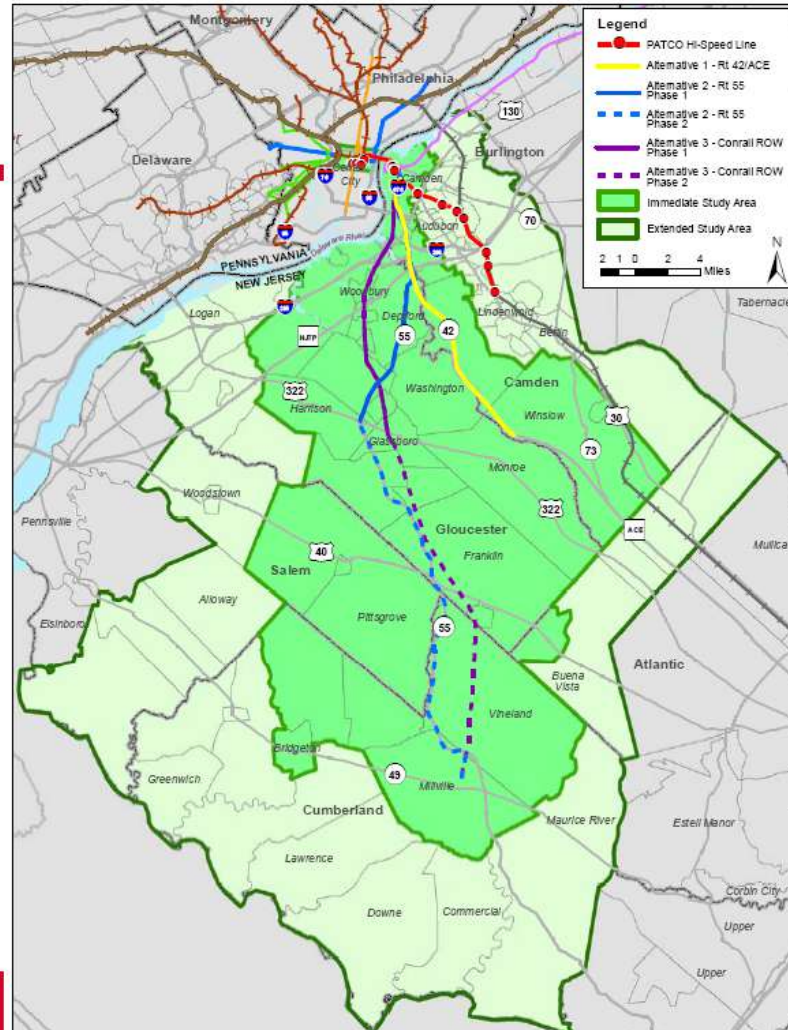 Montgomery
Legend
PATCO Hi-Speed Line
Alternative 1 - Rt 42/ACE
Alternative 2 - Rt 55
Phase 1
Alternative 2 - Rt 55
Phase 2
Alternative 3 - Conrail ROW
Phase 1
Alternative 3 - Conrail ROW
Phase 2
Immediate Study Area
Extended Study Area
2 1 0 2 4
Miles
N
Philadelphia
130
Delaware
Burlington
City
Camden
70
Audubon
PENNSYLVANIA
Delaware River
NEW JERSEY
Woodbury
Logan
Deptford
Lindenwold
Tabernacle
Berlin
NJTP
55
42
322
Washington
Camden
Harrison
Winslow
30
Glassboro
73
Monroe
Woodstown
322
Pennsville
Gloucester
ACE
40
Franklin
Mullica
Salem
Alloway
Elsinboro
Pittsgrove
55
Atlantic
Buena
Vista
Vineland
Bridgeton
Greenwich
49
Millville
Cumberland
Maurice River
Estell Manor
Lawrence
Corbin City
Downe
Commercial
Upper
Upper